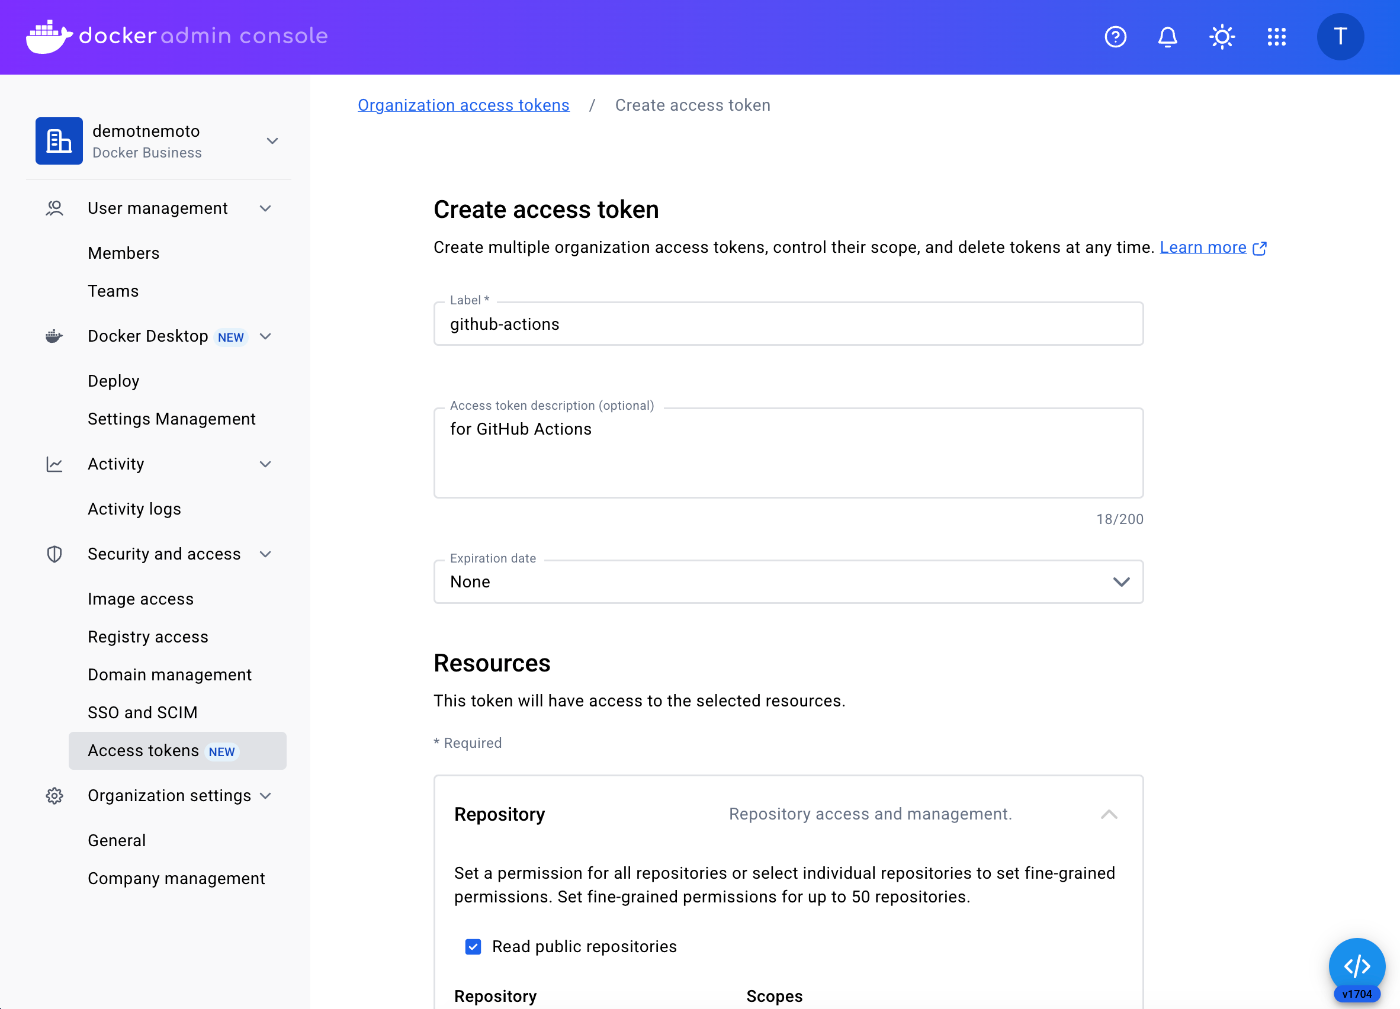 docker admin console
T
Organization access tokens / Create access token
demotnemoto
Docker Business
User management
Members
Teams
Docker Desktop NEW
Deploy
Settings Management
Activity
Activity logs
Security and access
Image access
Registry access
Domain management
SSO and SCIM
Access tokens NEW
Organization settings
General
Company management
Create access token
Create multiple organization access tokens, control their scope, and delete tokens at any time. Learn more
Label *
github-actions
Access token description (optional)
for GitHub Actions
18/200
Expiration date
None
Resources
This token will have access to the selected resources.
* Required
Repository Repository access and management.
Set a permission for all repositories or select individual repositories to set fine-grained
permissions. Set fine-grained permissions for up to 50 repositories.
Read public repositories
Repository Scopes
</>
v1704